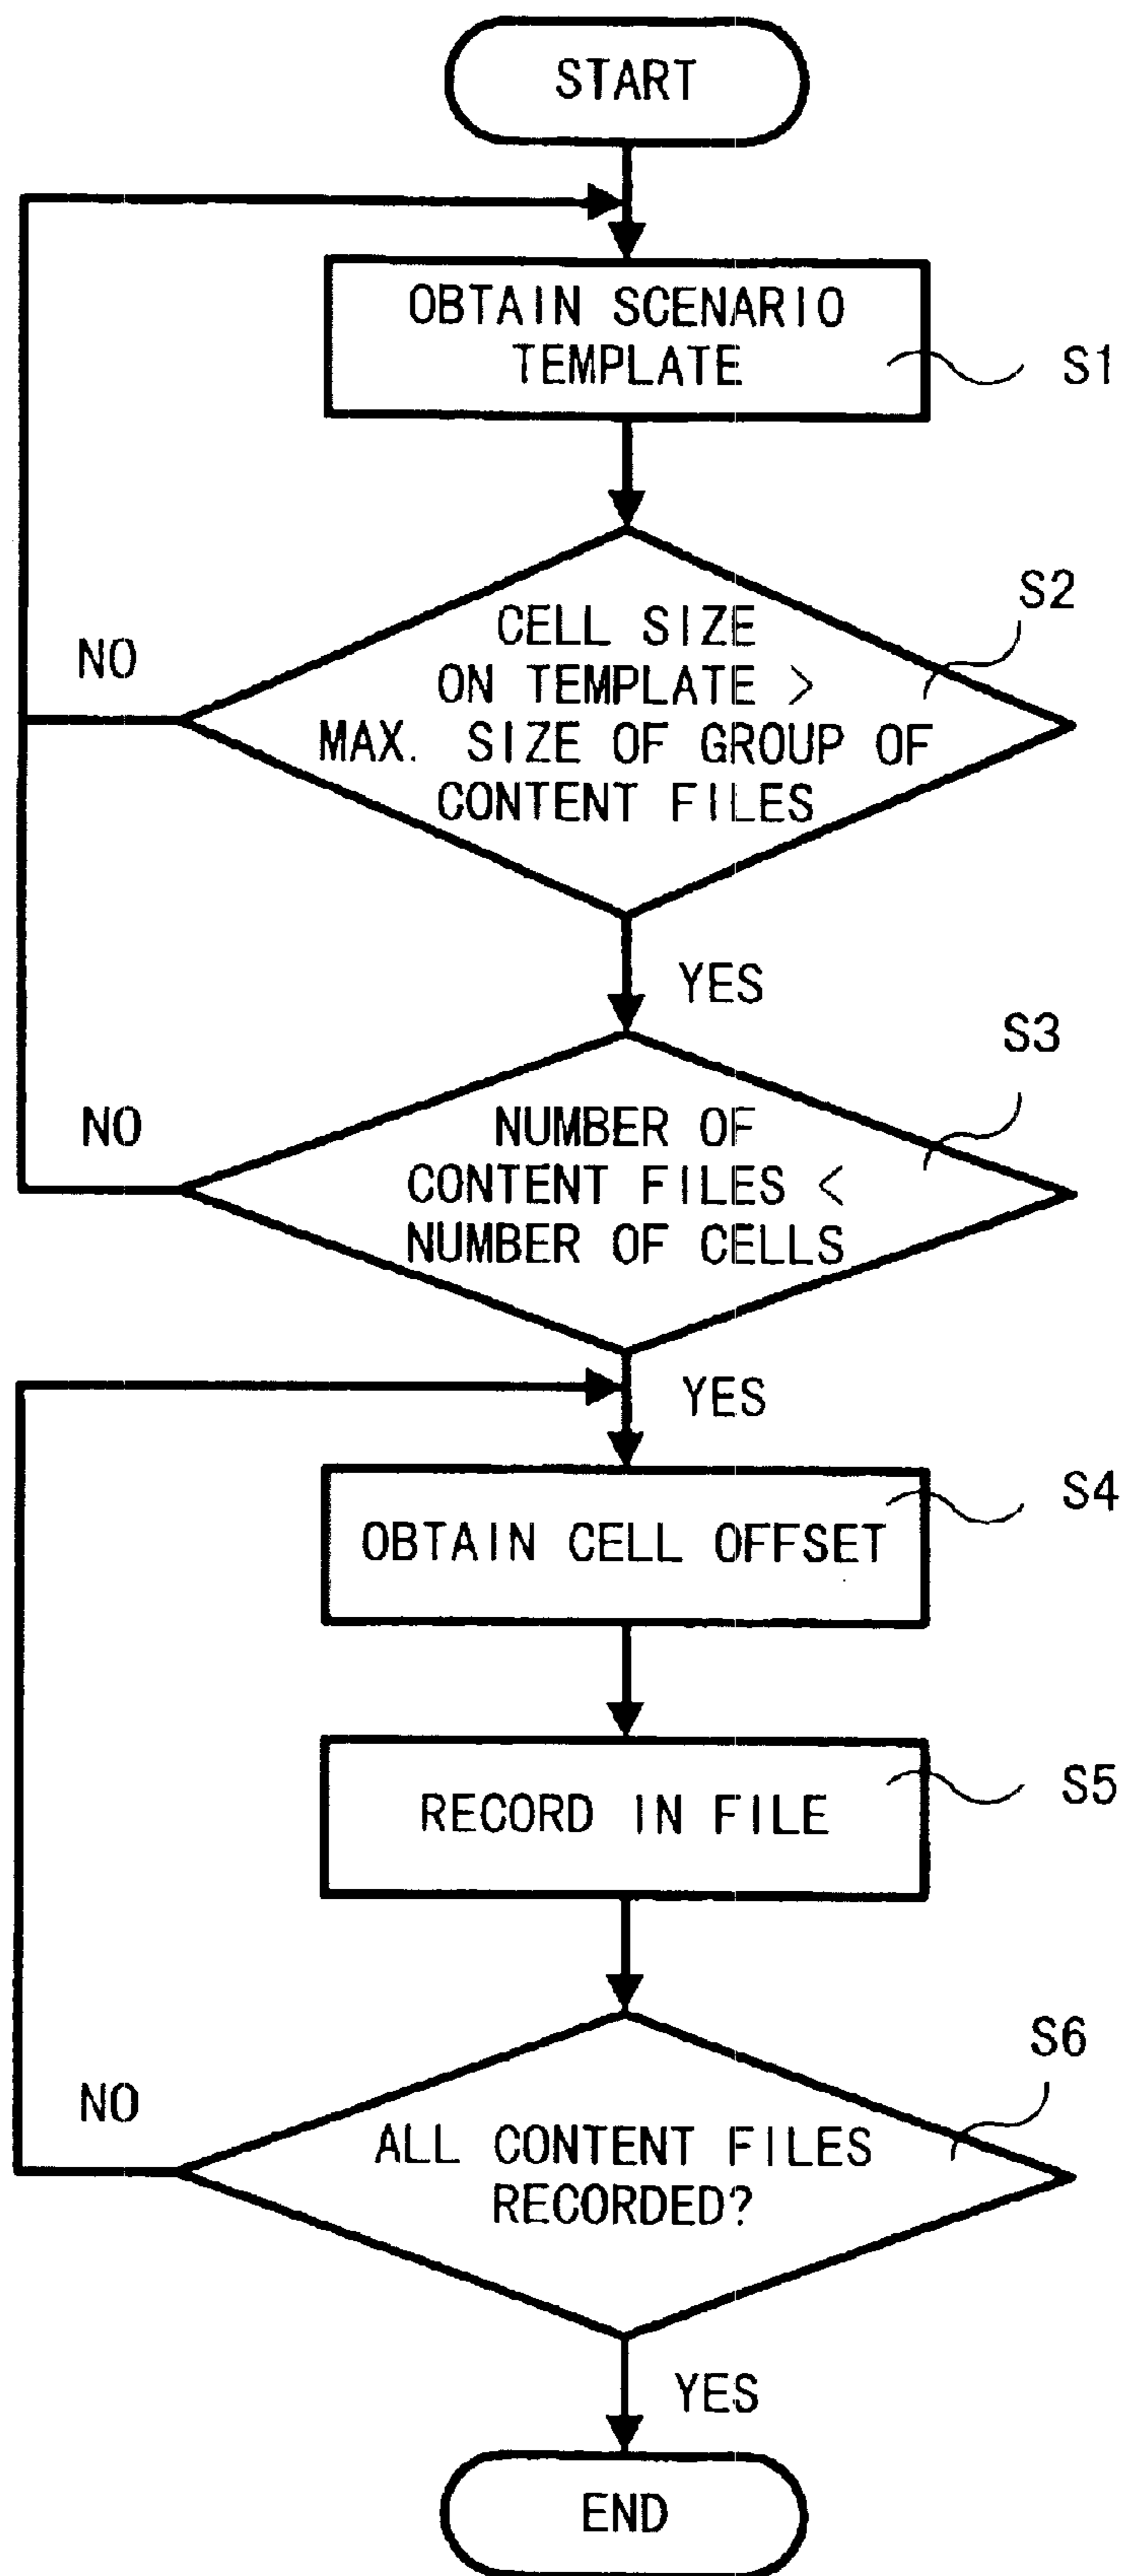 START
OBTAIN SCENARIO
TEMPLATE
S1
S2
CELL SIZE
ON TEMPLATE >
MAX. SIZE OF GROUP OF
CONTENT FILES
NO
YES
S3
NUMBER OF
CONTENT FILES <
NUMBER OF CELLS
NO
YES
S4
OBTAIN CELL OFFSET
RECORD IN FILE
S5
S6
ALL CONTENT FILES
RECORDED?
NO
YES
END